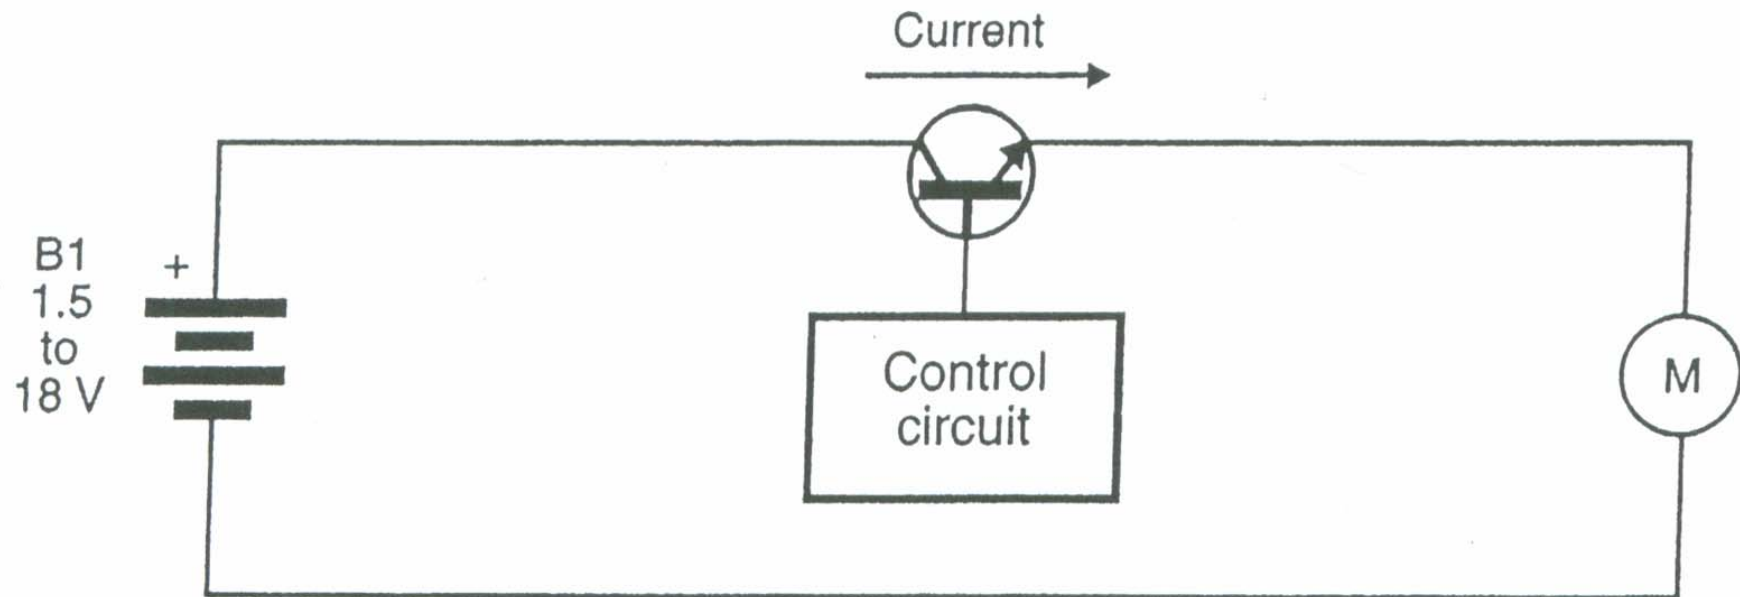 Current
B1
+
1.5
to
18 V
Control
circuit
M